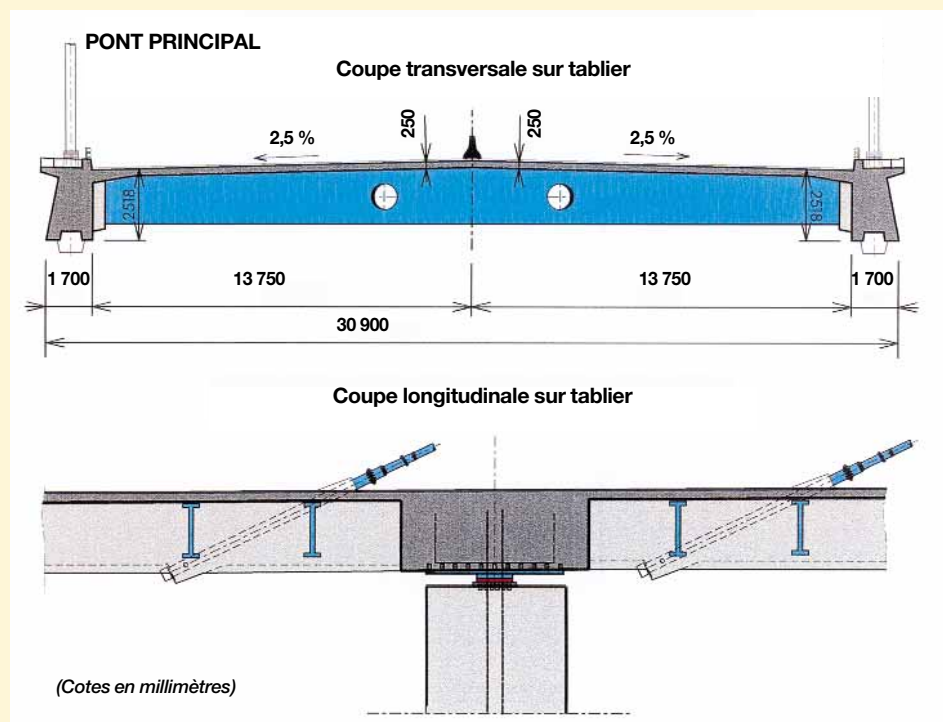 PONT PRINCIPAL
Coupe transversale sur tablier
2,5 %
250
250
2,5 %
2518
2518
1 700
13 750
13 750
1 700
30 900
Coupe longitudinale sur tablier
(Cotes en millimètres)